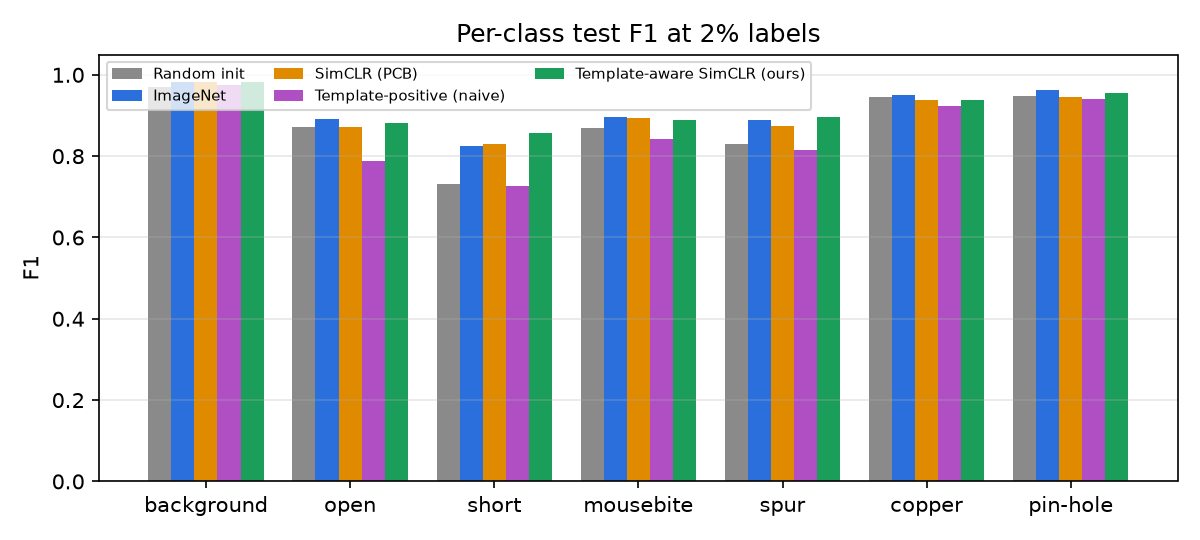 Per-class test F1 at 2% labels
Random init
ImageNet
SimCLR (PCB)
Template-positive (naive)
Template-aware SimCLR (ours)
F1
1.0
0.8
0.6
0.4
0.2
0.0
background open short mousebite spur copper pin-hole